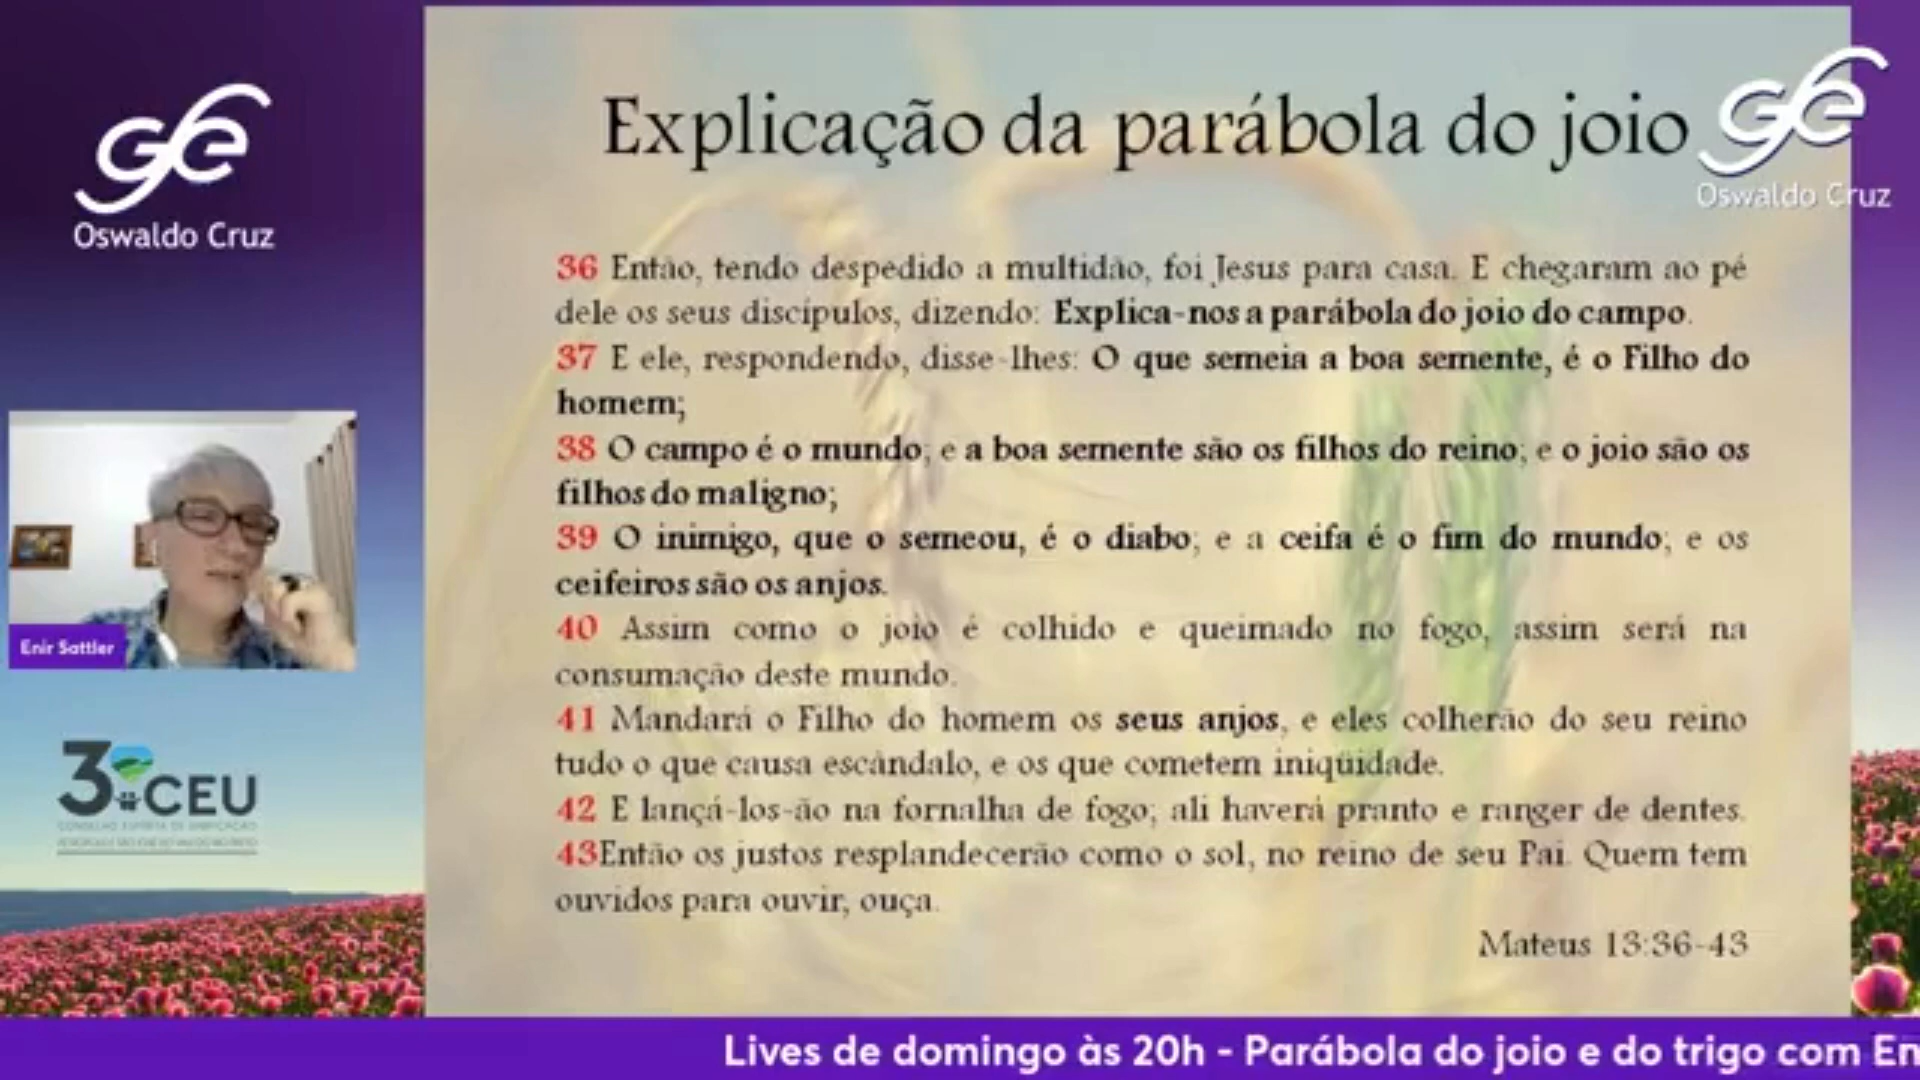 ge
Oswaldo Cruz
Explicação da parábola do joio
ge
Oswaldo Cruz
36 Então, tendo despedido a multidão, foi Jesus para casa. E chegaram ao pé
dele os seus discípulos, dizendo: Explica-nos a parábola do joio do campo.
37 E ele, respondendo, disse-lhes: O que semeia a boa semente, é o Filho do
homem;
38 O campo é o mundo; e a boa semente são os filhos do reino; e o joio são os
filhos do maligno;
39 O inimigo, que o semeou, é o diabo; e a ceifa é o fim do mundo; e os
ceifeiros são os anjos.
40 Assim como o joio é colhido e queimado no fogo, assim será na
consumação deste mundo.
41 Mandará o Filho do homem os seus anjos, e eles colherão do seu reino
tudo o que causa escândalo, e os que cometem iniqüidade.
42 E lançá-los-ão na fornalha de fogo; ali haverá pranto e ranger de dentes.
43Então os justos resplandecerão como o sol, no reino de seu Pai. Quem tem
ouvidos para ouvir, ouça.
Mateus 13:36-43
Enir Sattler
3º CEU
CONSELHO ESPÍRITA DE UNIFICAÇÃO
Lives de domingo às 20h - Parábola do joio e do trigo com En